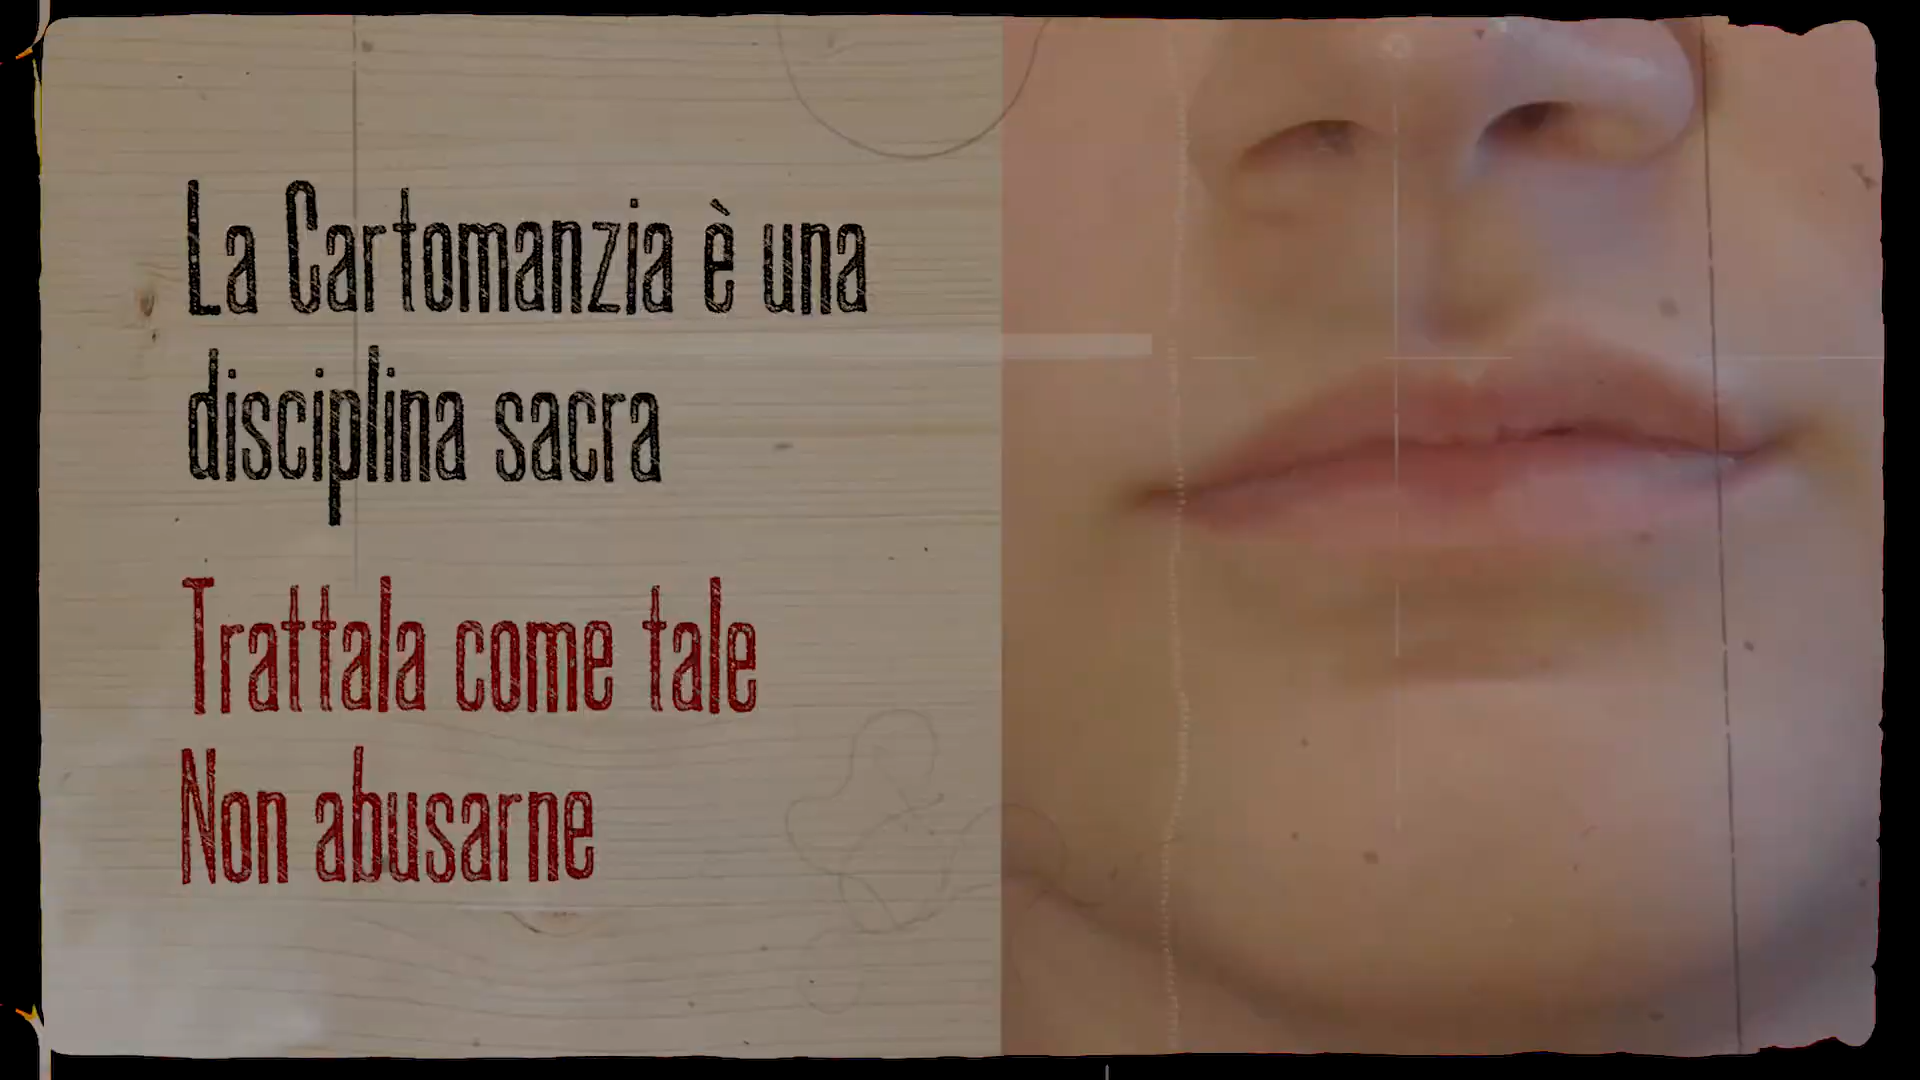 La Cartomanzia è una
disciplina sacra
Trattala come tale
Non abusarne